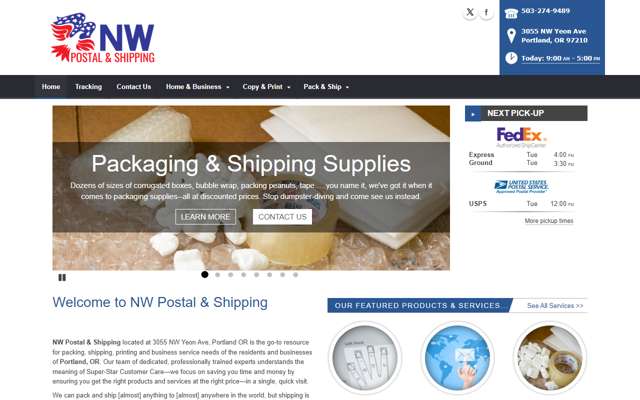 503-274-9489
3055 NW Yeon Ave
Portland, OR 97210
Today: 9:00 AM - 5:00 PM
NW
POSTAL & SHIPPING
Home
Tracking
Contact Us
Home & Business
Copy & Print
Pack & Ship
Packaging & Shipping Supplies
Dozens of sizes of corrugated boxes, bubble wrap, packing peanuts, tape.... you name it, we've got it when it
comes to packaging supplies--all at discounted prices. Stop dumpster-diving and come see us instead.
LEARN MORE
CONTACT US
NEXT PICK-UP
FedEx
Authorized ShipCenter
Express Tue 4:00 PM
Ground Tue 3:30 PM
UNITED STATES
POSTAL SERVICE
Approved Postal Provider
USPS Tue 12:00 PM
More pickup times
Welcome to NW Postal & Shipping
NW Postal & Shipping located at 3055 NW Yeon Ave, Portland OR is the go-to resource
for packing, shipping, printing and business service needs of the residents and businesses
of Portland, OR. Our team of dedicated, professionally trained experts understands the
meaning of Super-Star Customer Care—we focus on saving you time and money by
ensuring you get the right products and services at the right price—in a single, quick visit.
We can pack and ship [almost] anything to [almost] anywhere in the world, but shipping is
OUR FEATURED PRODUCTS & SERVICES...
See All Services >>